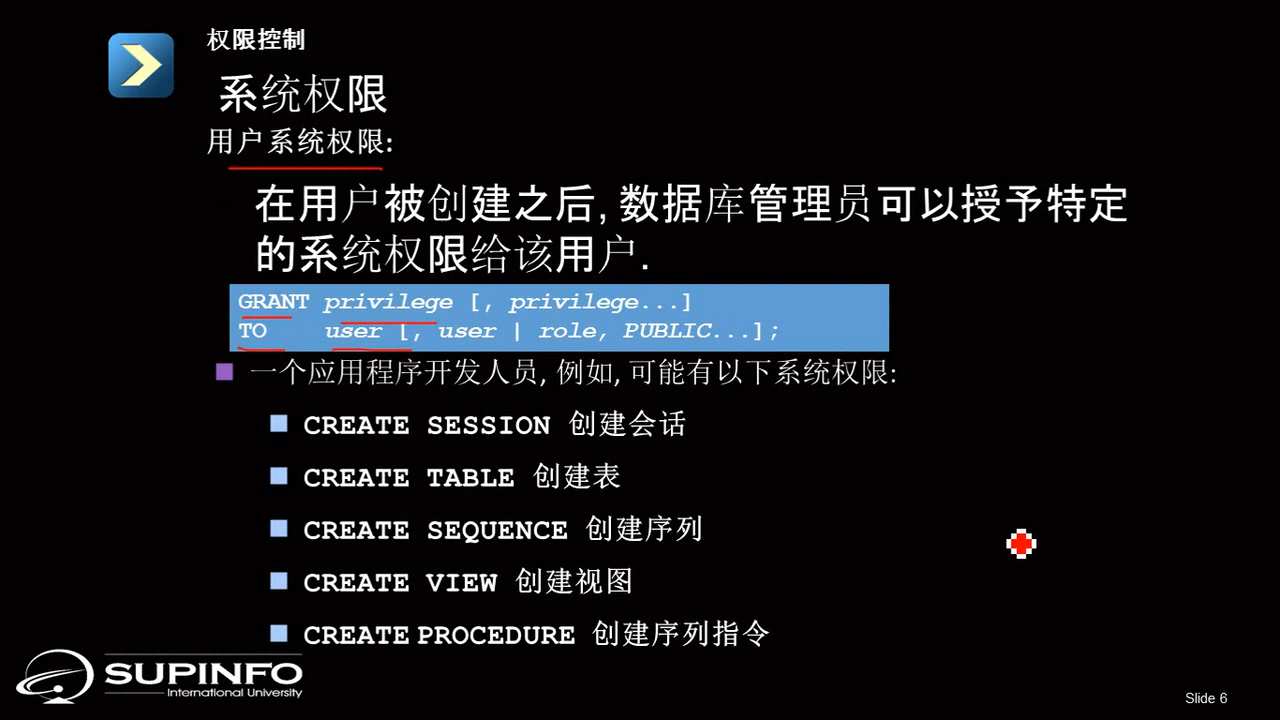 权限控制
系统权限
用户系统权限:
在用户被创建之后, 数据库管理员可以授予特定
的系统权限给该用户.
GRANT privilege [, privilege...]
TO user [, user | role, PUBLIC...];
一个应用程序开发人员, 例如, 可能有以下系统权限:
CREATE SESSION 创建会话
CREATE TABLE 创建表
CREATE SEQUENCE 创建序列
CREATE VIEW 创建视图
CREATE PROCEDURE 创建序列指令
SUPINFO
International University
Slide 6